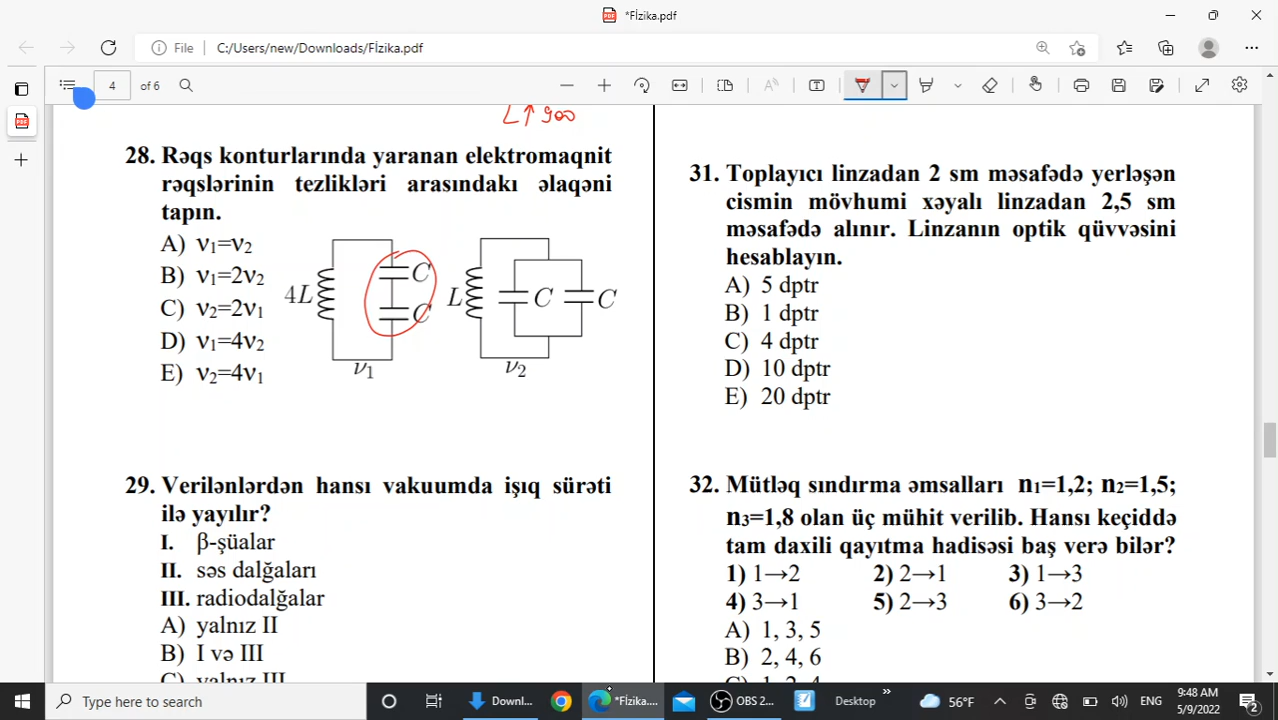 *Fİzika.pdf
File
C:/Users/new/Downloads/Fİzika.pdf
4
of 6
L↑ 900
28. Rəqs konturlarında yaranan elektromaqnit
rəqslərinin tezlikləri arasındakı əlaqəni
tapın.
A) ν1=ν2
B) ν1=2ν2
C) ν2=2ν1
D) ν1=4ν2
E) ν2=4ν1
4L
C
C
ν1
L
C
C
ν2
29. Verilənlərdən hansı vakuumda işıq sürəti
ilə yayılır?
I. β-şüalar
II. səs dalğaları
III. radiodalğalar
A) yalnız II
B) I və III
C) yalnız III
31. Toplayıcı linzadan 2 sm məsafədə yerləşən
cismin mövhumi xəyalı linzadan 2,5 sm
məsafədə alınır. Linzanın optik qüvvəsini
hesablayın.
A) 5 dptr
B) 1 dptr
C) 4 dptr
D) 10 dptr
E) 20 dptr
32. Mütləq sındırma əmsalları n1=1,2; n2=1,5;
n3=1,8 olan üç mühit verilib. Hansı keçiddə
tam daxili qayıtma hadisəsi baş verə bilər?
1) 1→2 2) 2→1 3) 1→3
4) 3→1 5) 2→3 6) 3→2
A) 1, 3, 5
B) 2, 4, 6
C) 1, 2, 4
Type here to search
Downl...
*Fİzika....
OBS 2...
Desktop
56°F
ENG
9:48 AM
5/9/2022
2